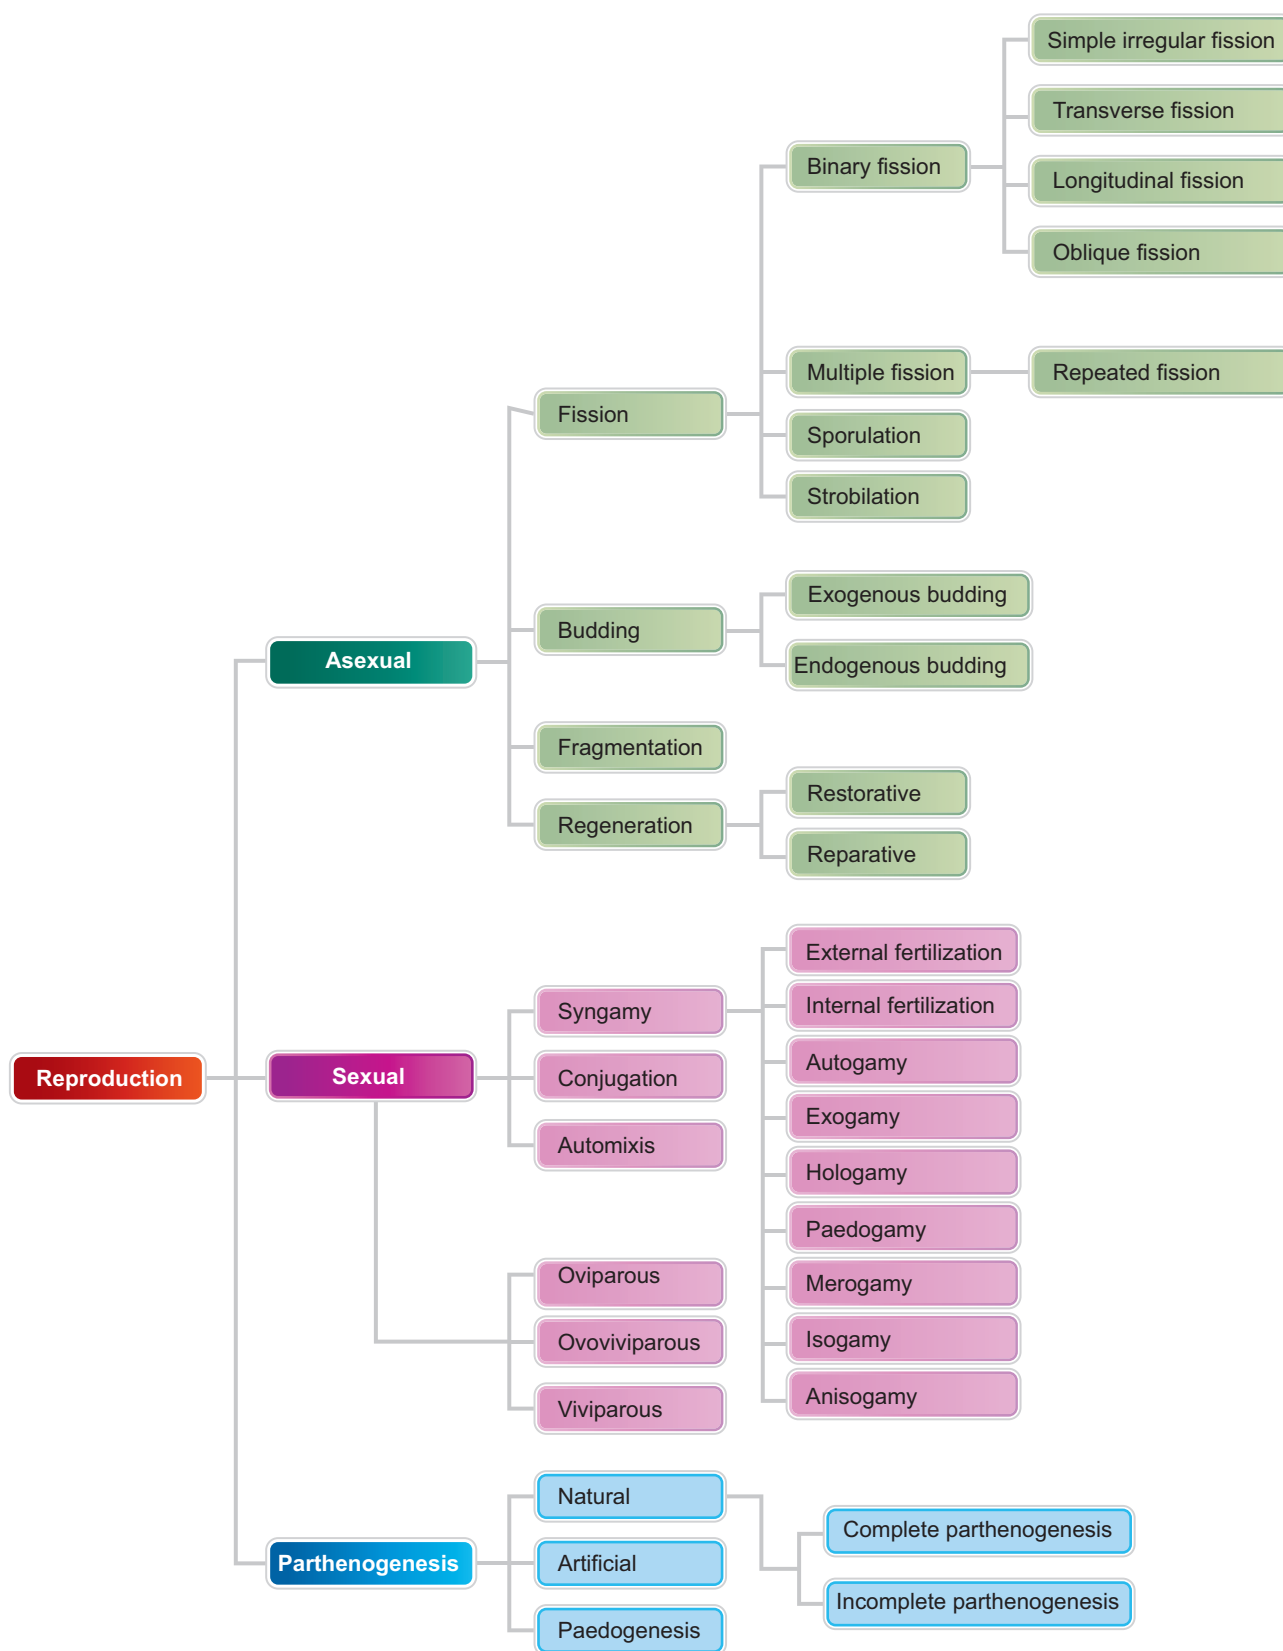 Simple irregular fission
Transverse fission
Binary fission
Longitudinal fission
Oblique fission
Multiple fission
Repeated fission
Fission
Sporulation
Strobilation
Exogenous budding
Budding
Asexual
Endogenous budding
Fragmentation
Restorative
Regeneration
Reparative
External fertilization
Syngamy
Internal fertilization
Autogamy
Reproduction
Sexual
Conjugation
Exogamy
Automixis
Hologamy
Paedogamy
Oviparous
Merogamy
Ovoviviparous
Isogamy
Viviparous
Anisogamy
Natural
Complete parthenogenesis
Parthenogenesis
Artificial
Incomplete parthenogenesis
Paedogenesis